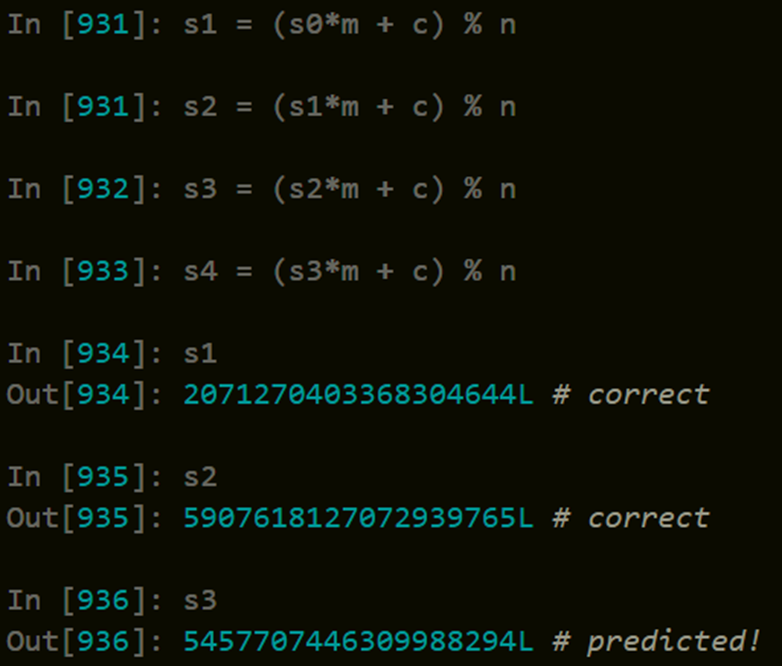 In [931]: s1 = (s0*m + c) % n
In [931]: s2 = (s1*m + c) % n
In [932]: s3 = (s2*m + c) % n
In [933]: s4 = (s3*m + c) % n
In [934]: s1
Out[934]: 2071270403368304644L # correct
In [935]: s2
Out[935]: 5907618127072939765L # correct
In [936]: s3
Out[936]: 5457707446309988294L # predicted!